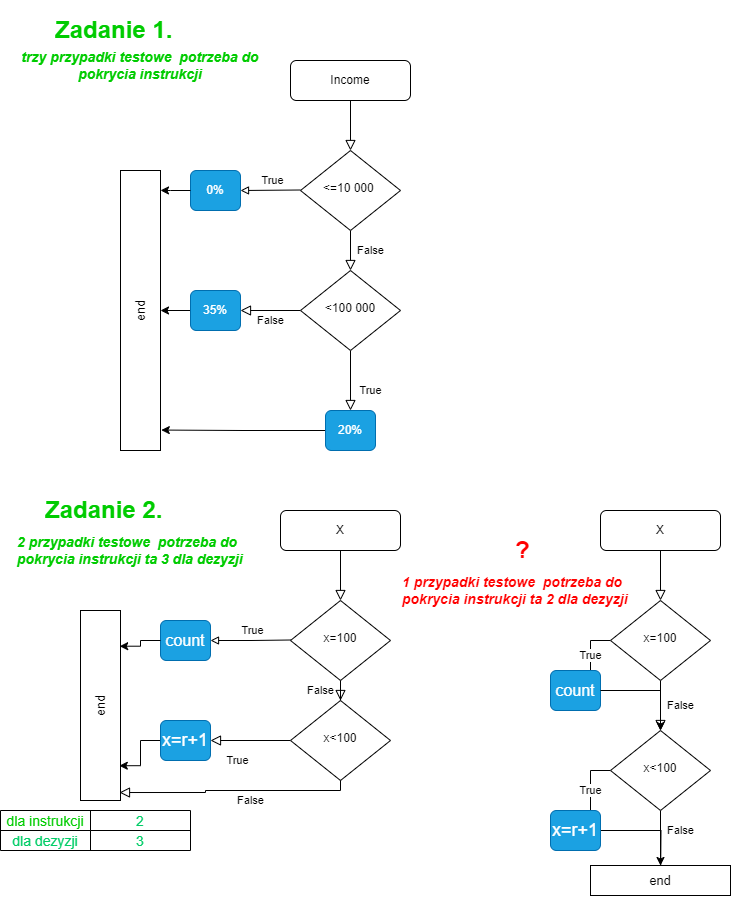 Zadanie 1.
trzy przypadki testowe potrzeba do
pokrycia instrukcji
Income
<=10 000
True
0%
False
<100 000
False
35%
True
20%
end
Zadanie 2.
2 przypadki testowe potrzeba do
pokrycia instrukcji ta 3 dla dezyzji
X
x=100
True
count
False
x<100
True
x=r+1
False
end
dla instrukcji 2
dla dezyzji 3
?
1 przypadki testowe potrzeba do
pokrycia instrukcji ta 2 dla dezyzji
X
x=100
True
count
False
x<100
True
x=r+1
False
end